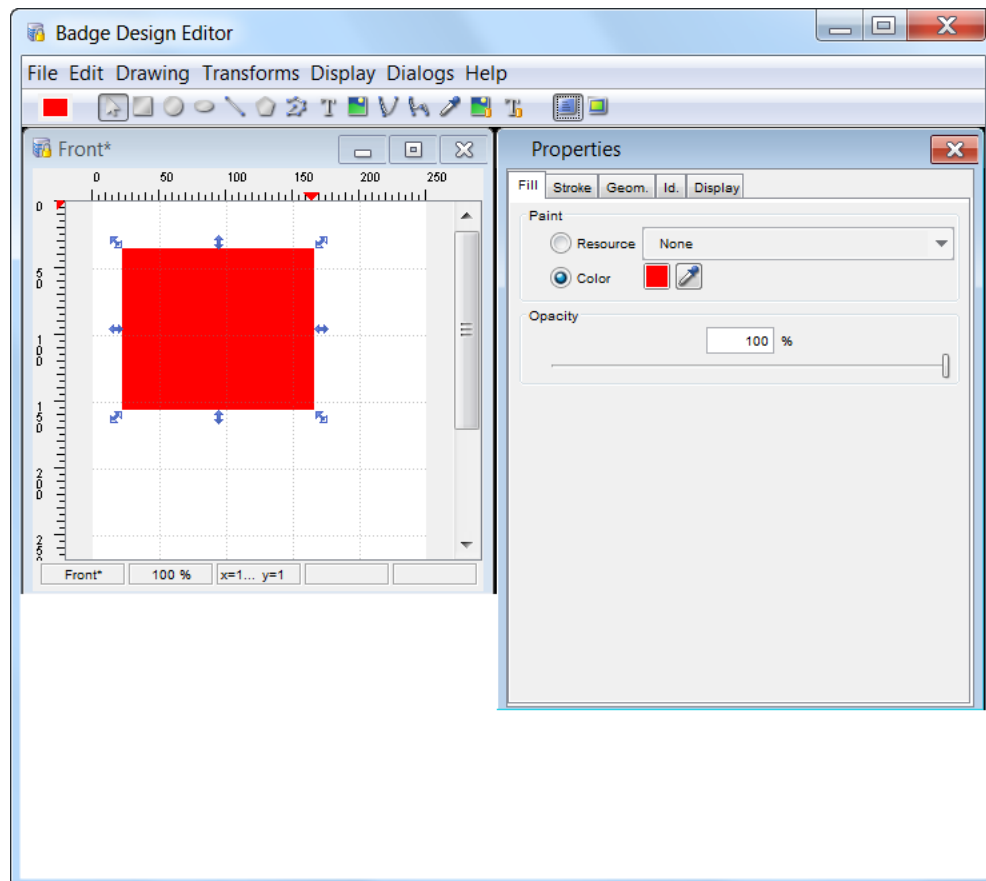 Badge Design Editor
File Edit Drawing Transforms Display Dialogs Help
Front*
0 50 100 150 200 250
0
50
100
150
200
Front* 100 % x=1... y=1
Properties
Fill Stroke Geom. Id. Display
Paint
Resource None
Color
Opacity
100 %